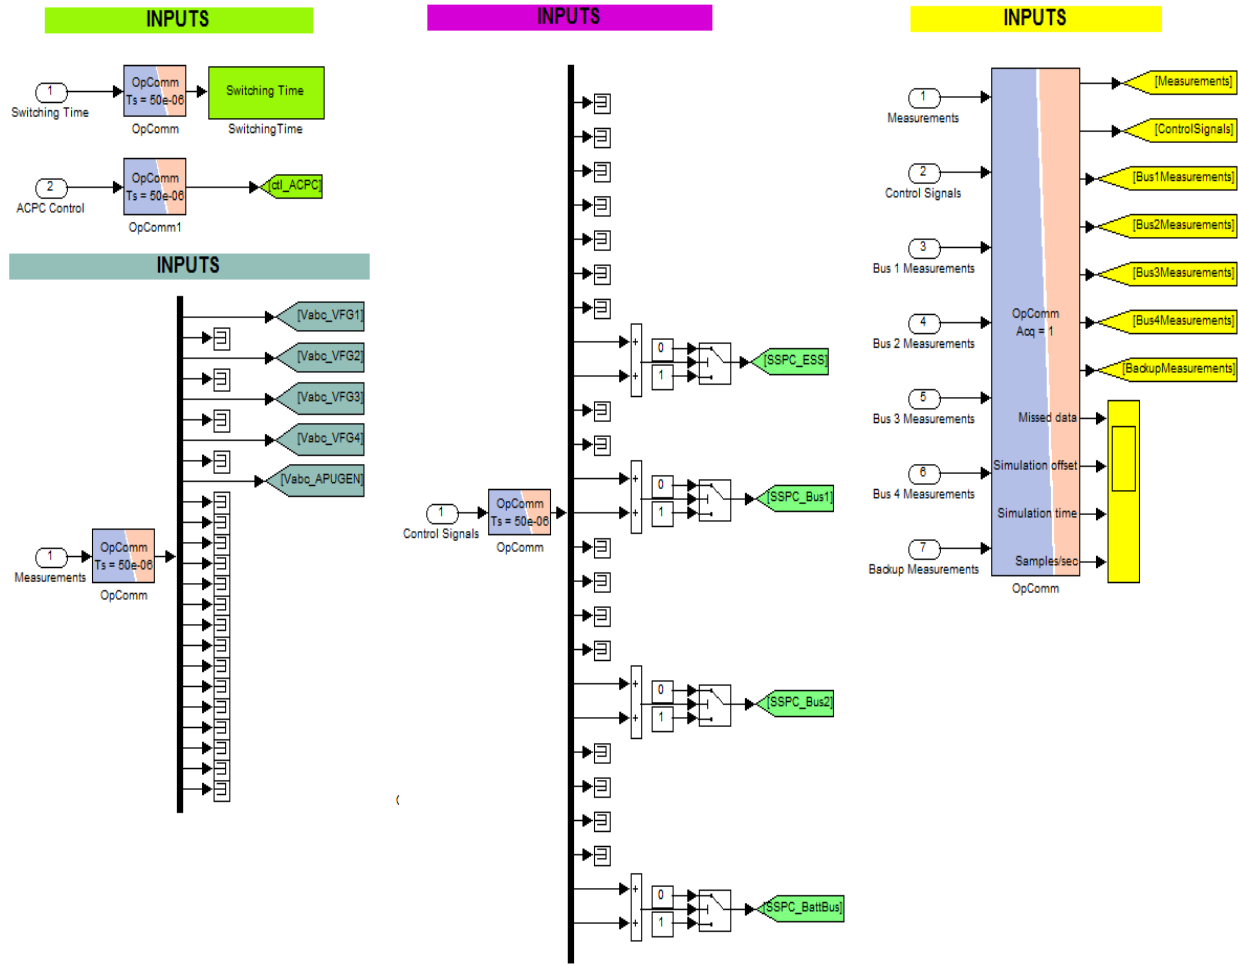 INPUTS
1
Switching Time
OpComm
Ts = 50e-06
OpComm
Switching Time
SwitchingTime
2
ACPC Control
OpComm
Ts = 50e-06
OpComm1
[ctl_ACPC]
INPUTS
1
Measurements
OpComm
Ts = 50e-06
OpComm
[Vabc_VFG1]
[Vabc_VFG2]
[Vabc_VFG3]
[Vabc_VFG4]
[Vabc_APUGEN]
INPUTS
1
Control Signals
OpComm
Ts = 50e-06
OpComm
+
+
0
1
[SSPC_ESS]
+
+
0
1
[SSPC_Bus1]
+
+
0
1
[SSPC_Bus2]
+
+
0
1
[SSPC_BattBus]
INPUTS
1
Measurements
2
Control Signals
3
Bus 1 Measurements
4
Bus 2 Measurements
5
Bus 3 Measurements
6
Bus 4 Measurements
7
Backup Measurements
OpComm
Acq = 1
Missed data
Simulation offset
Simulation time
Samples/sec
OpComm
[Measurements]
[ControlSignals]
[Bus1Measurements]
[Bus2Measurements]
[Bus3Measurements]
[Bus4Measurements]
[BackupMeasurements]